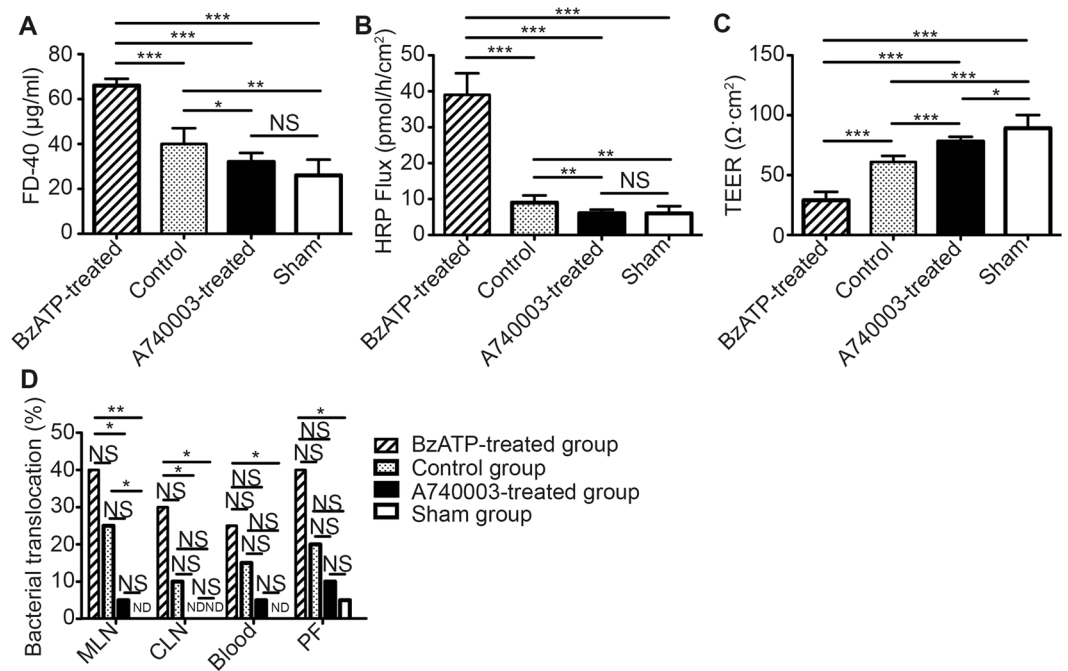 A
***
***
***
**
*
NS
FD-40 (µg/ml)
80
60
40
20
0
BzATP-treated
Control
A740003-treated
Sham
B
***
***
***
**
**
NS
HRP Flux (pmol/h/cm²)
50
40
30
20
10
0
BzATP-treated
Control
A740003-treated
Sham
C
***
***
***
*
***
***
TEER (Ω·cm²)
150
100
50
0
BzATP-treated
Control
A740003-treated
Sham
D
Bacterial translocation (%)
50
40
30
20
10
0
**
*
NS
*
NS
NS
ND
MLN
*
*
NS
NS
NS
NS
NDND
CLN
*
NS
NS
NS
NS
NS
ND
Blood
*
NS
NS
NS
NS
NS
PF
BzATP-treated group
Control group
A740003-treated group
Sham group